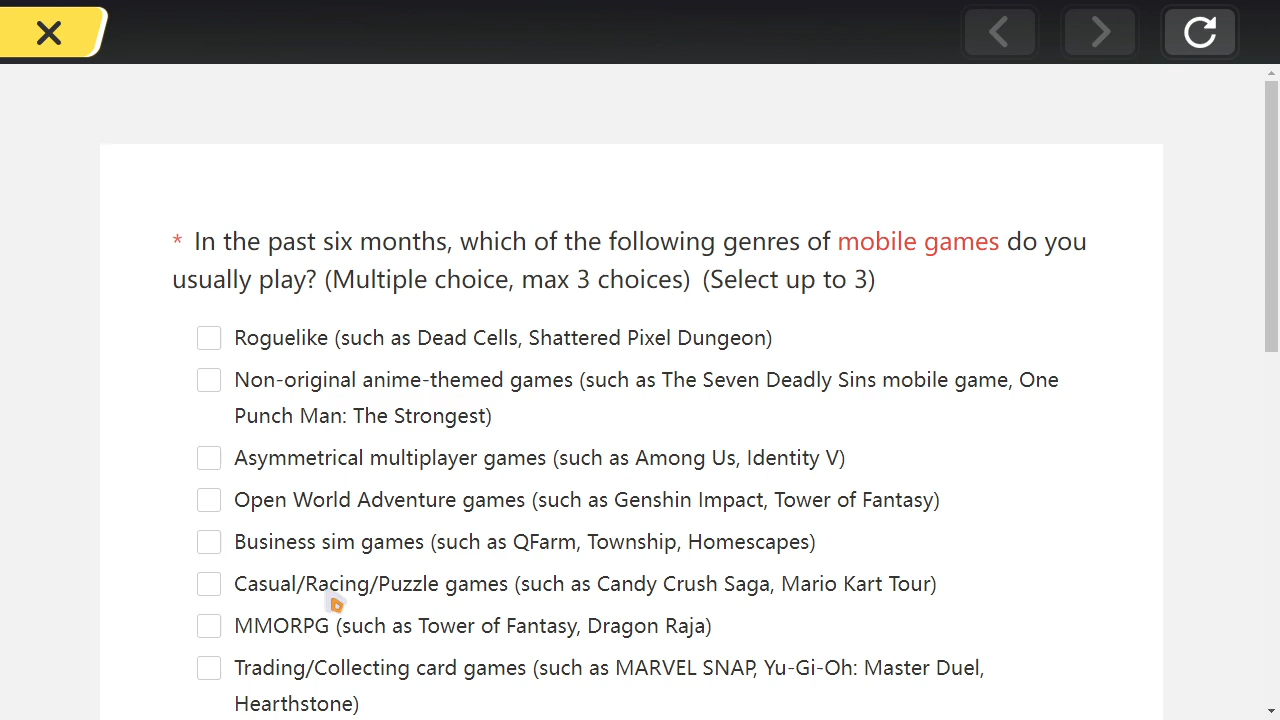 * In the past six months, which of the following genres of mobile games do you
usually play? (Multiple choice, max 3 choices) (Select up to 3)
Roguelike (such as Dead Cells, Shattered Pixel Dungeon)
Non-original anime-themed games (such as The Seven Deadly Sins mobile game, One
Punch Man: The Strongest)
Asymmetrical multiplayer games (such as Among Us, Identity V)
Open World Adventure games (such as Genshin Impact, Tower of Fantasy)
Business sim games (such as QFarm, Township, Homescapes)
Casual/Racing/Puzzle games (such as Candy Crush Saga, Mario Kart Tour)
MMORPG (such as Tower of Fantasy, Dragon Raja)
Trading/Collecting card games (such as MARVEL SNAP, Yu-Gi-Oh: Master Duel,
Hearthstone)